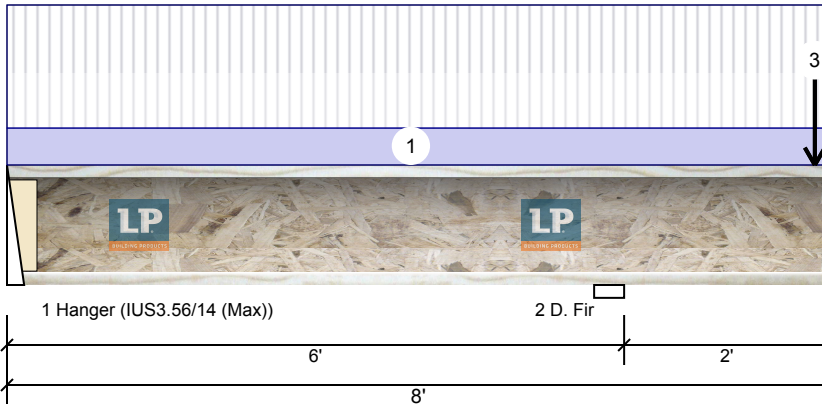 3
1
LP
BUILDING PRODUCTS
LP
BUILDING PRODUCTS
1 Hanger (IUS3.56/14 (Max))
2 D. Fir
6'
2'
8'